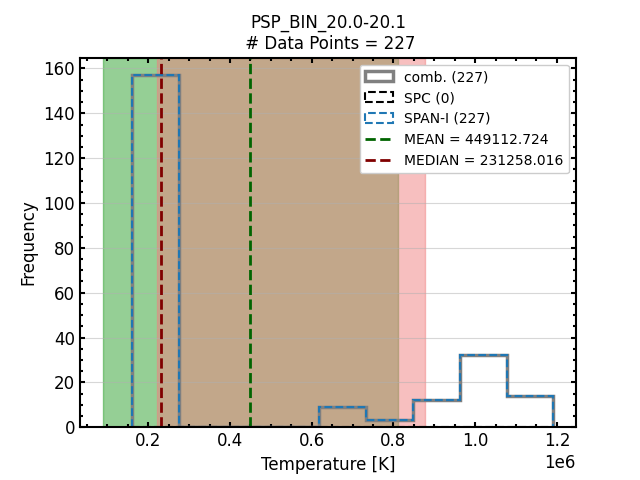 PSP_BIN_20.0-20.1
# Data Points = 227
160
140
120
100
80
60
40
20
0
Frequency
comb. (227)
SPC (0)
SPAN-I (227)
MEAN = 449112.724
MEDIAN = 231258.016
0.2 0.4 0.6 0.8 1.0 1.2
1e6
Temperature [K]